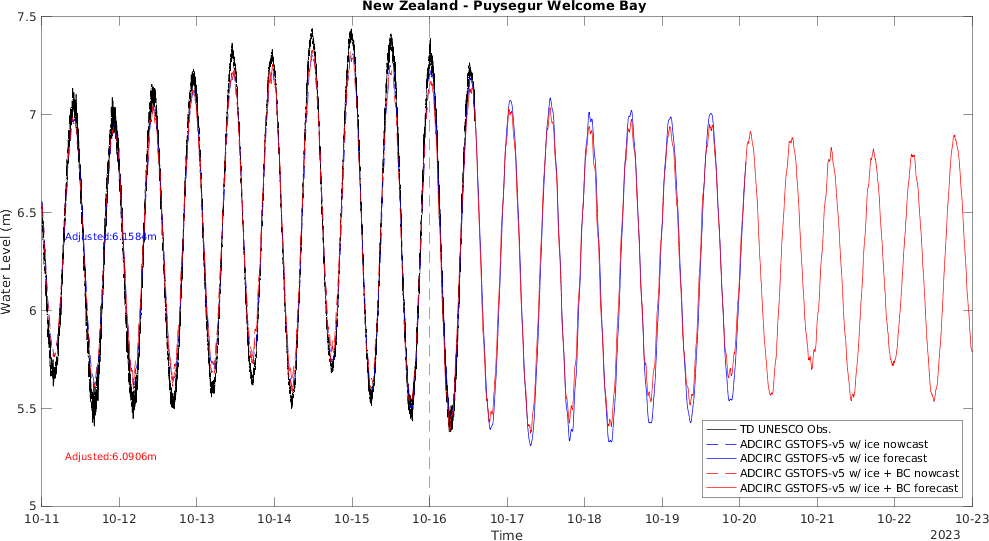 New Zealand - Puysegur Welcome Bay
7.5
7
6.5
6
5.5
5
Water Level (m)
Adjusted:6.1584m
Adjusted:6.0906m
TD UNESCO Obs.
ADCIRC GSTOFS-v5 w/ ice nowcast
ADCIRC GSTOFS-v5 w/ ice forecast
ADCIRC GSTOFS-v5 w/ ice + BC nowcast
ADCIRC GSTOFS-v5 w/ ice + BC forecast
10-11 10-12 10-13 10-14 10-15 10-16 10-17 10-18 10-19 10-20 10-21 10-22 10-23
Time
2023